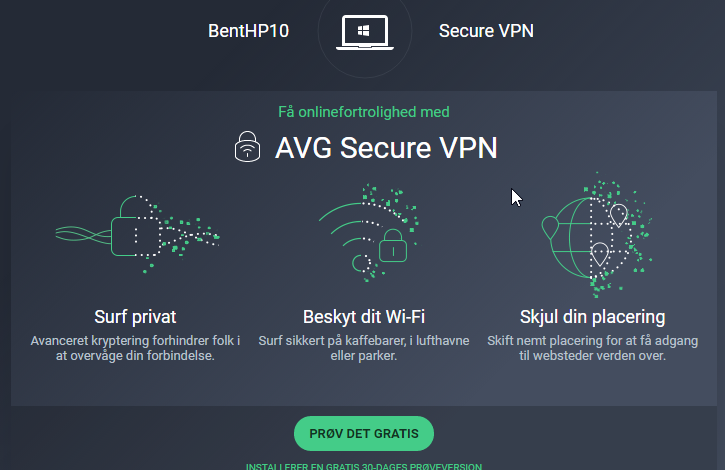 BentHP10
Secure VPN
Få onlinefortrolighed med
AVG Secure VPN
Surf privat
Avanceret kryptering forhindrer folk i
at overvåge din forbindelse.
Beskyt dit Wi-Fi
Surf sikkert på kaffebarer, i lufthavne
eller parker.
Skjul din placering
Skift nemt placering for at få adgang
til websteder verden over.
PRØV DET GRATIS
INSTALLERER EN GRATIS 30-DAGES PRØVEVERSION